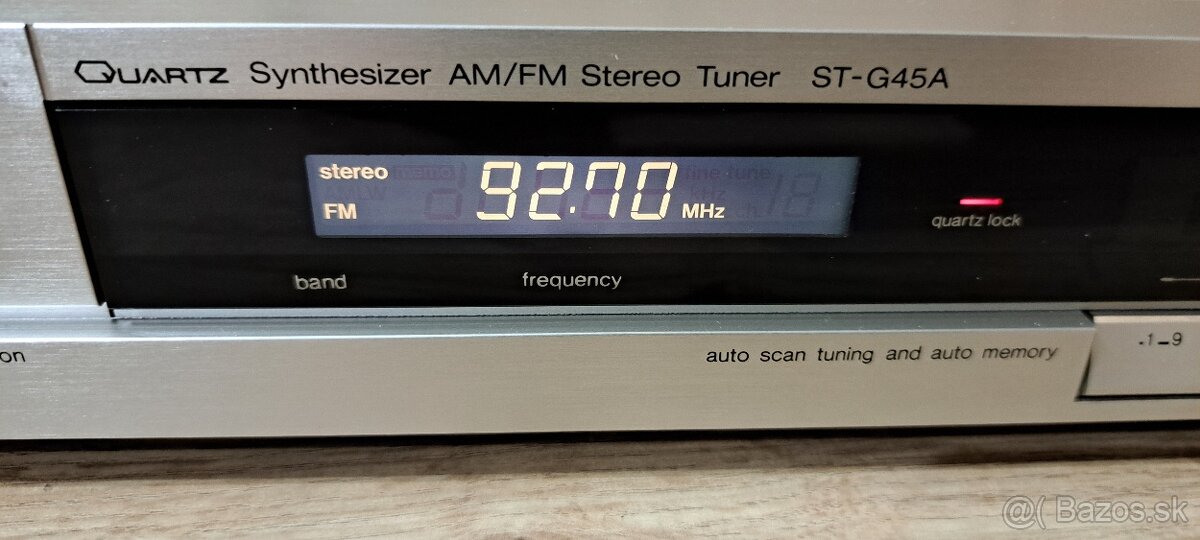 QUARTZ Synthesizer AM/FM Stereo Tuner ST-G45A
stereo 92.70
FM MHz
quartz lock
band frequency
on
auto scan tuning and auto memory
.1–9
@( Bazos.sk